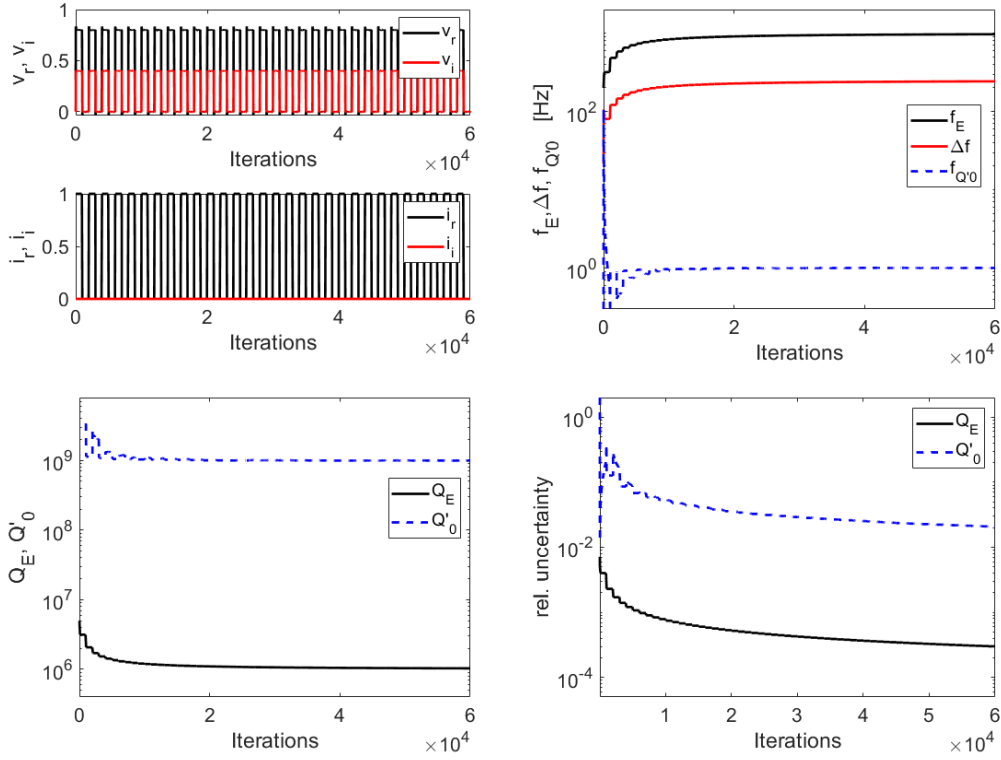 1
0.5
0
v_r, v_i
v_r
v_i
0 2 4 6
Iterations
×10^4
1
0.5
0
i_r, i_i
i_r
i_i
0 2 4 6
Iterations
×10^4
10^2
10^0
f_E, Δf, f_Q'0 [Hz]
f_E
Δf
f_Q'0
0 2 4 6
Iterations
×10^4
10^9
10^8
10^7
10^6
Q_E, Q'_0
Q_E
Q'_0
0 2 4 6
Iterations
×10^4
10^0
10^-2
10^-4
rel. uncertainty
Q_E
Q'_0
1 2 3 4 5 6
Iterations
×10^4